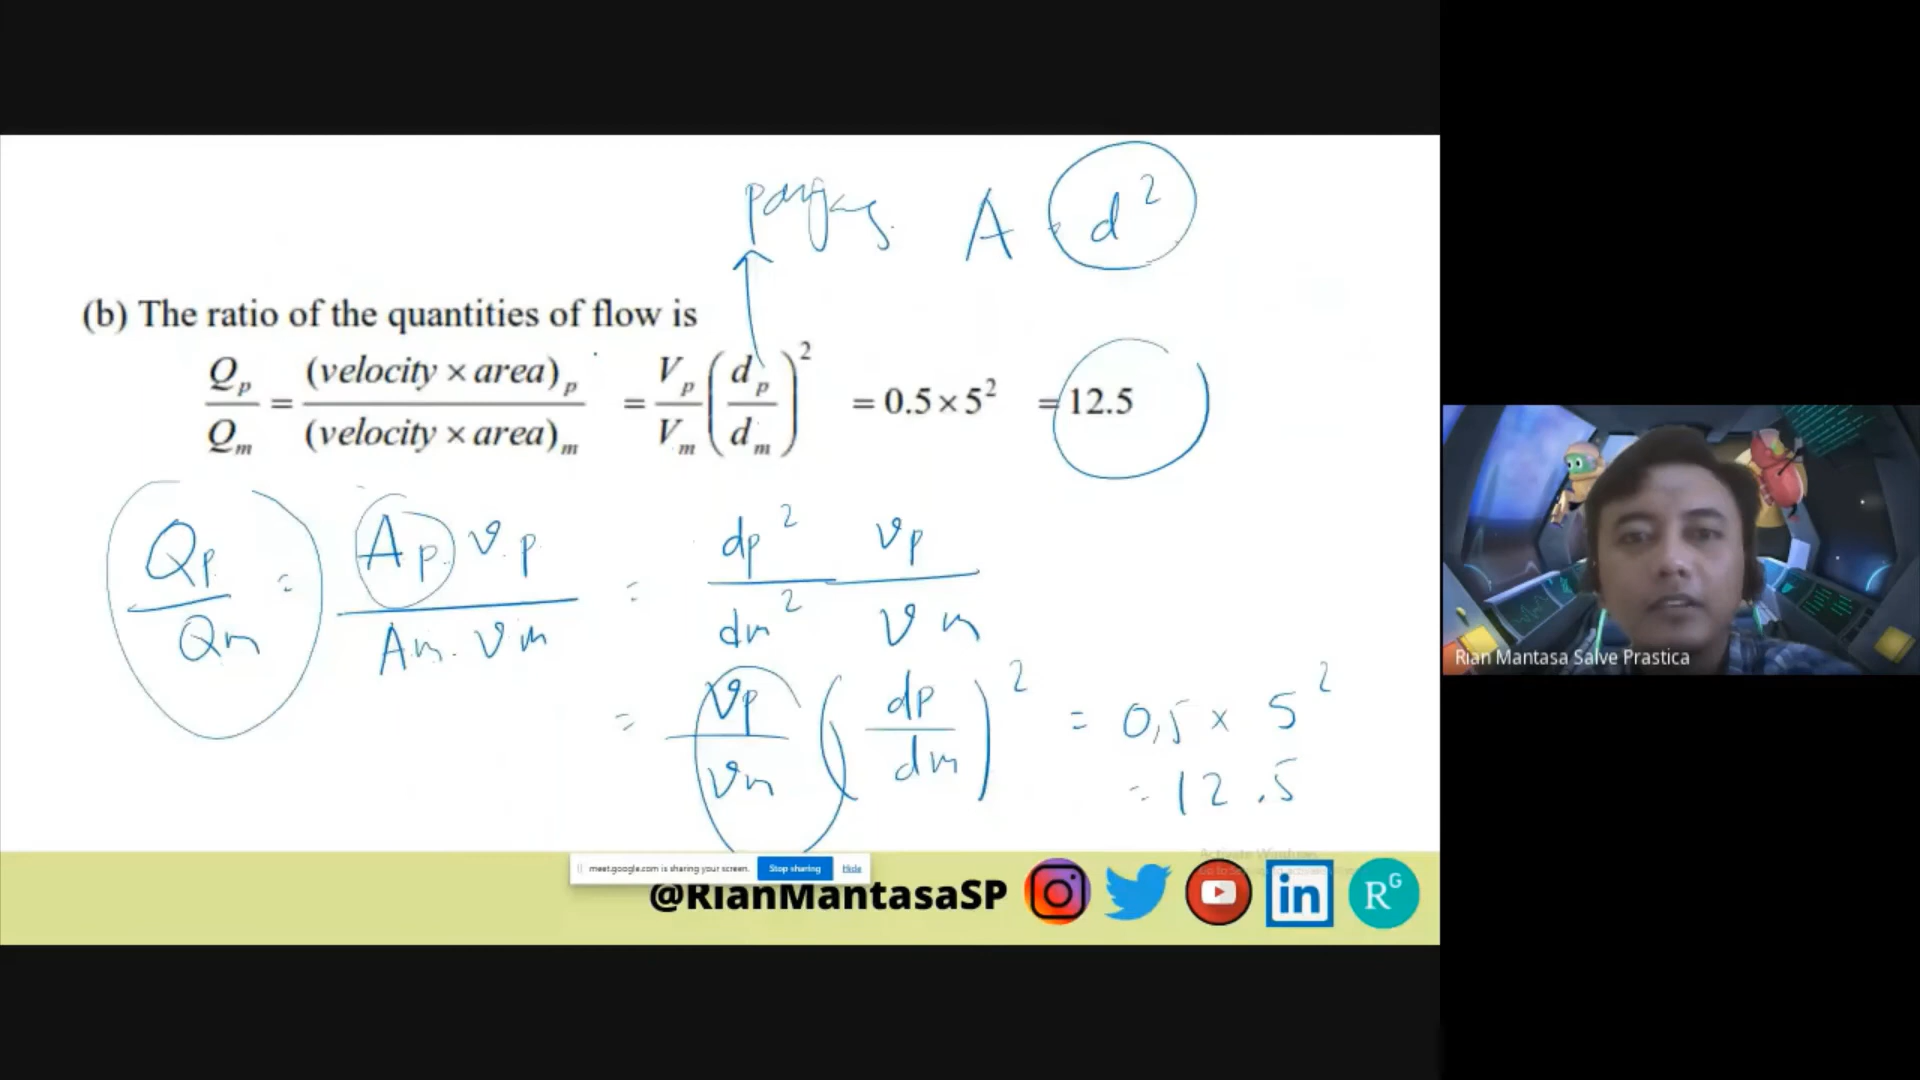 A d²
(b) The ratio of the quantities of flow is
Qp/Qm = (velocity × area)p/(velocity × area)m = Vp/Vm (dp/dm)² = 0.5 × 5² = 12.5
Qp/Qm = Ap vp/Am . vm = dp²/dm² vp/vm
= vp/vm (dp/dm)² = 0,5 × 5²
= 12.5
Rian Mantasa Salve Prastica
meet.google.com is sharing your screen. Stop sharing Hide
@RianMantasaSP
in
RG